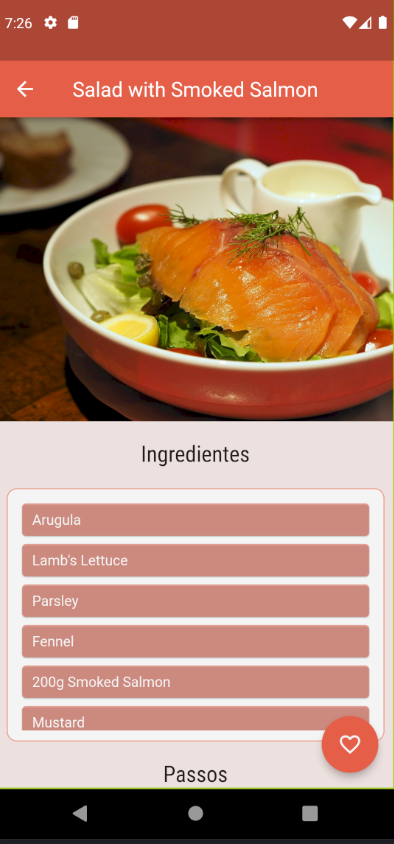 7:26
Salad with Smoked Salmon
Ingredientes
Arugula
Lamb's Lettuce
Parsley
Fennel
200g Smoked Salmon
Mustard
Passos